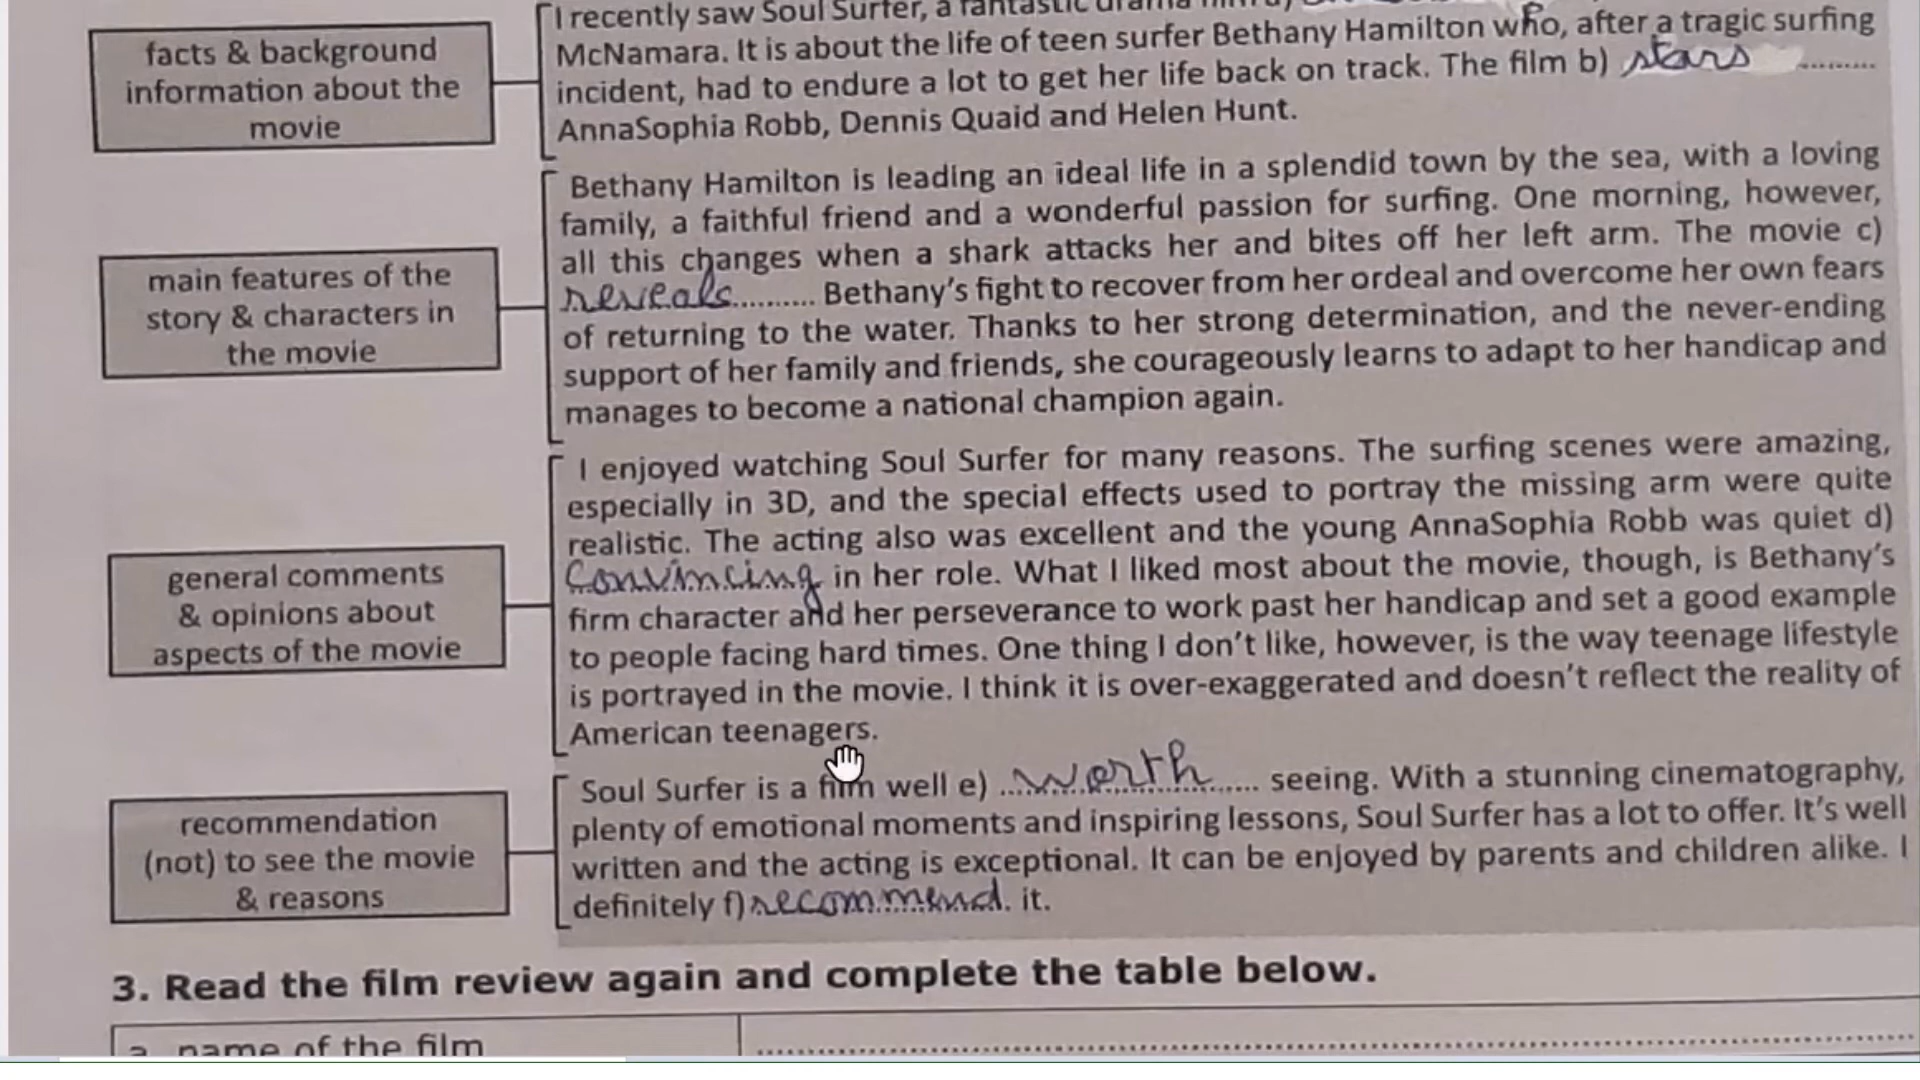 facts & background
information about the
movie
I recently saw Soul Surfer, a fantastic drama film
McNamara. It is about the life of teen surfer Bethany Hamilton who, after a tragic surfing
incident, had to endure a lot to get her life back on track. The film b) stars ..........
AnnaSophia Robb, Dennis Quaid and Helen Hunt.
main features of the
story & characters in
the movie
Bethany Hamilton is leading an ideal life in a splendid town by the sea, with a loving
family, a faithful friend and a wonderful passion for surfing. One morning, however,
all this changes when a shark attacks her and bites off her left arm. The movie c)
reveals.......... Bethany's fight to recover from her ordeal and overcome her own fears
of returning to the water. Thanks to her strong determination, and the never-ending
support of her family and friends, she courageously learns to adapt to her handicap and
manages to become a national champion again.
general comments
& opinions about
aspects of the movie
I enjoyed watching Soul Surfer for many reasons. The surfing scenes were amazing,
especially in 3D, and the special effects used to portray the missing arm were quite
realistic. The acting also was excellent and the young AnnaSophia Robb was quiet d)
Convincing in her role. What I liked most about the movie, though, is Bethany's
firm character and her perseverance to work past her handicap and set a good example
to people facing hard times. One thing I don't like, however, is the way teenage lifestyle
is portrayed in the movie. I think it is over-exaggerated and doesn't reflect the reality of
American teenagers.
recommendation
(not) to see the movie
& reasons
Soul Surfer is a film well e) ...worth...... seeing. With a stunning cinematography,
plenty of emotional moments and inspiring lessons, Soul Surfer has a lot to offer. It's well
written and the acting is exceptional. It can be enjoyed by parents and children alike. I
definitely f) recommend. it.
3. Read the film review again and complete the table below.
a. name of the film